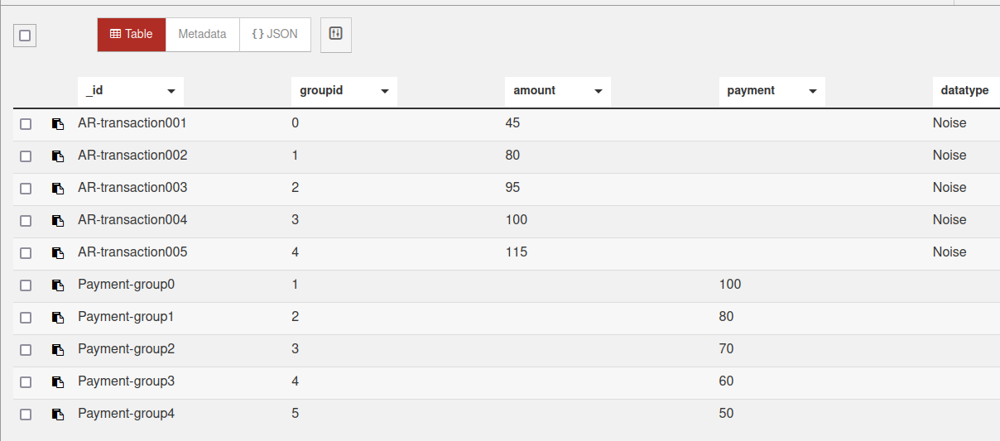 Table Metadata {} JSON
_id groupid amount payment datatype
AR-transaction001 0 45 Noise
AR-transaction002 1 80 Noise
AR-transaction003 2 95 Noise
AR-transaction004 3 100 Noise
AR-transaction005 4 115 Noise
Payment-group0 1 100
Payment-group1 2 80
Payment-group2 3 70
Payment-group3 4 60
Payment-group4 5 50